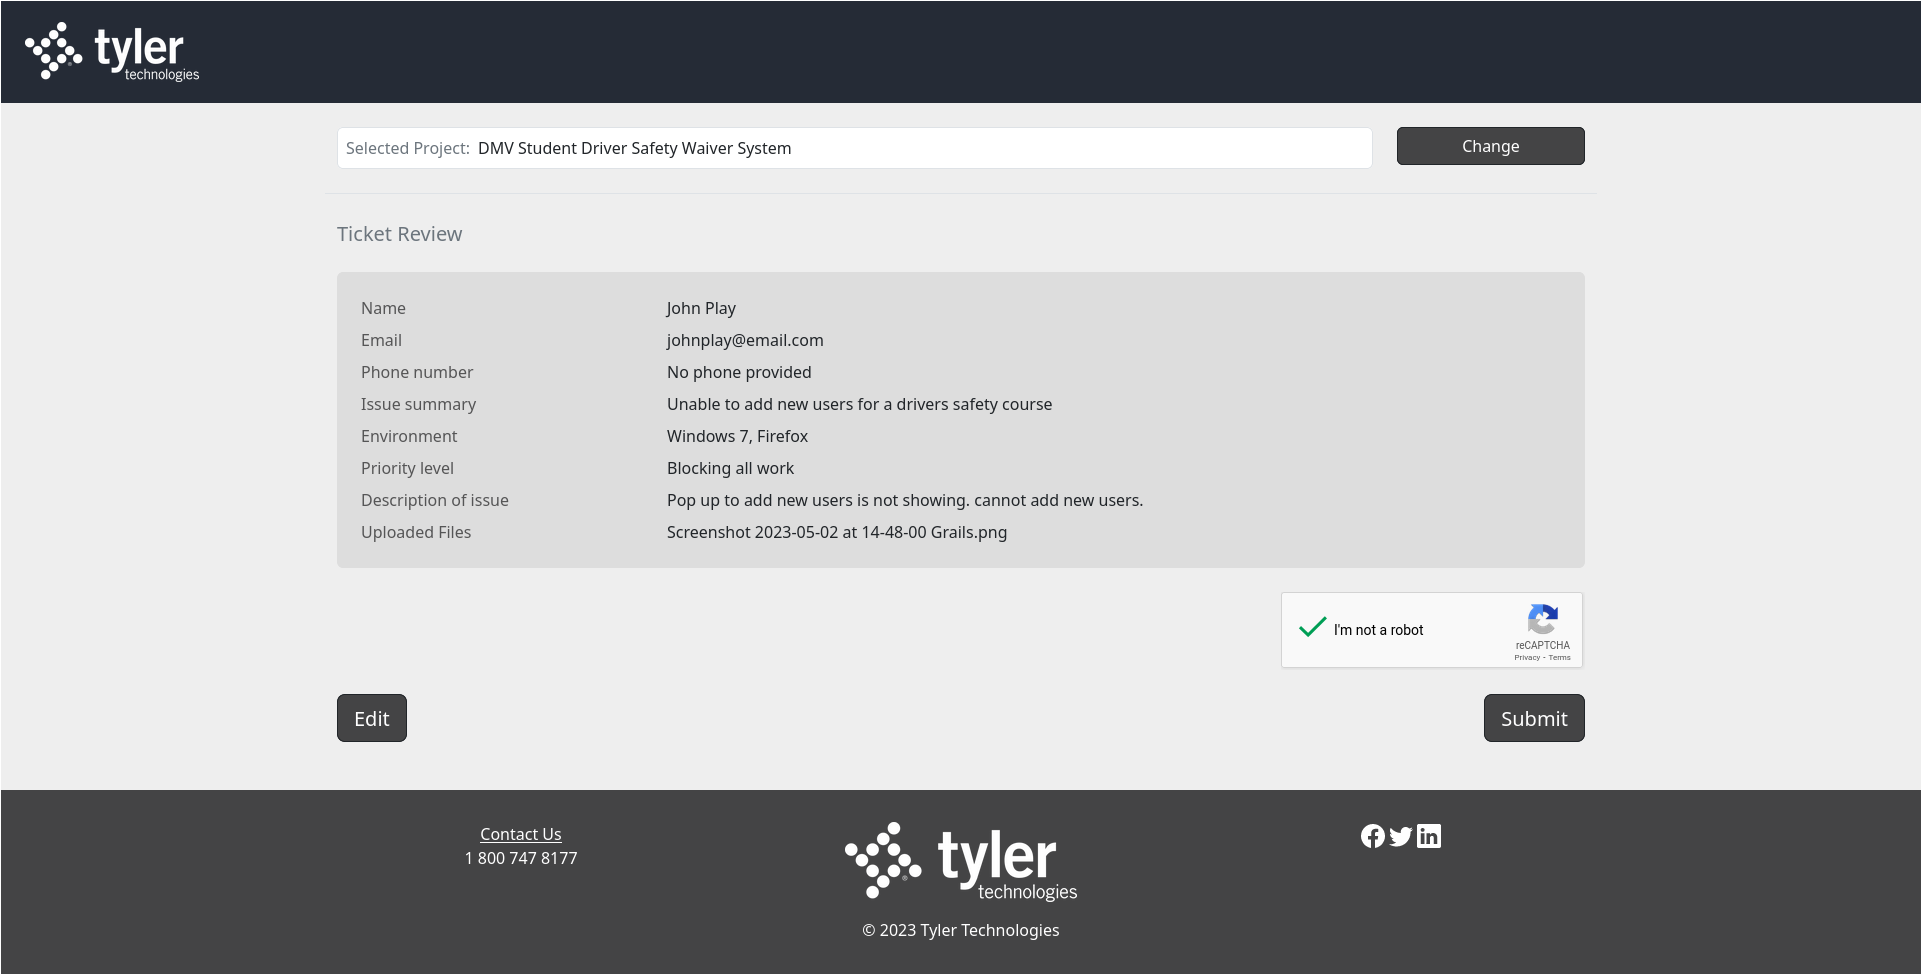 tyler
technologies
Selected Project: DMV Student Driver Safety Waiver System
Change
Ticket Review
Name John Play
Email johnplay@email.com
Phone number No phone provided
Issue summary Unable to add new users for a drivers safety course
Environment Windows 7, Firefox
Priority level Blocking all work
Description of issue Pop up to add new users is not showing. cannot add new users.
Uploaded Files Screenshot 2023-05-02 at 14-48-00 Grails.png
I'm not a robot
reCAPTCHA
Privacy - Terms
Edit
Submit
Contact Us
1 800 747 8177
tyler
technologies
© 2023 Tyler Technologies